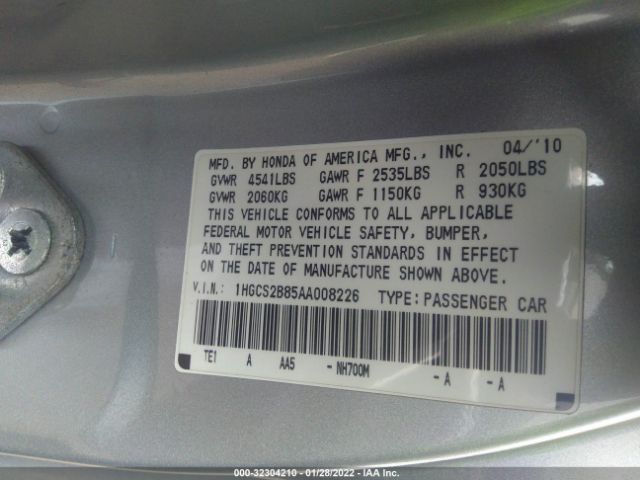 MFD. BY HONDA OF AMERICA MFG., INC. 04/'10
GVWR 4541LBS GAWR F 2535LBS R 2050LBS
GVWR 2060KG GAWR F 1150KG R 930KG
THIS VEHICLE CONFORMS TO ALL APPLICABLE
FEDERAL MOTOR VEHICLE SAFETY, BUMPER,
AND THEFT PREVENTION STANDARDS IN EFFECT
ON THE DATE OF MANUFACTURE SHOWN ABOVE.
V.I.N.: 1HGCS2B85AA008226 TYPE: PASSENGER CAR
TE1 A AA5 - NH700M - A - A
000-32304210 - 01/28/2022 - IAA Inc.